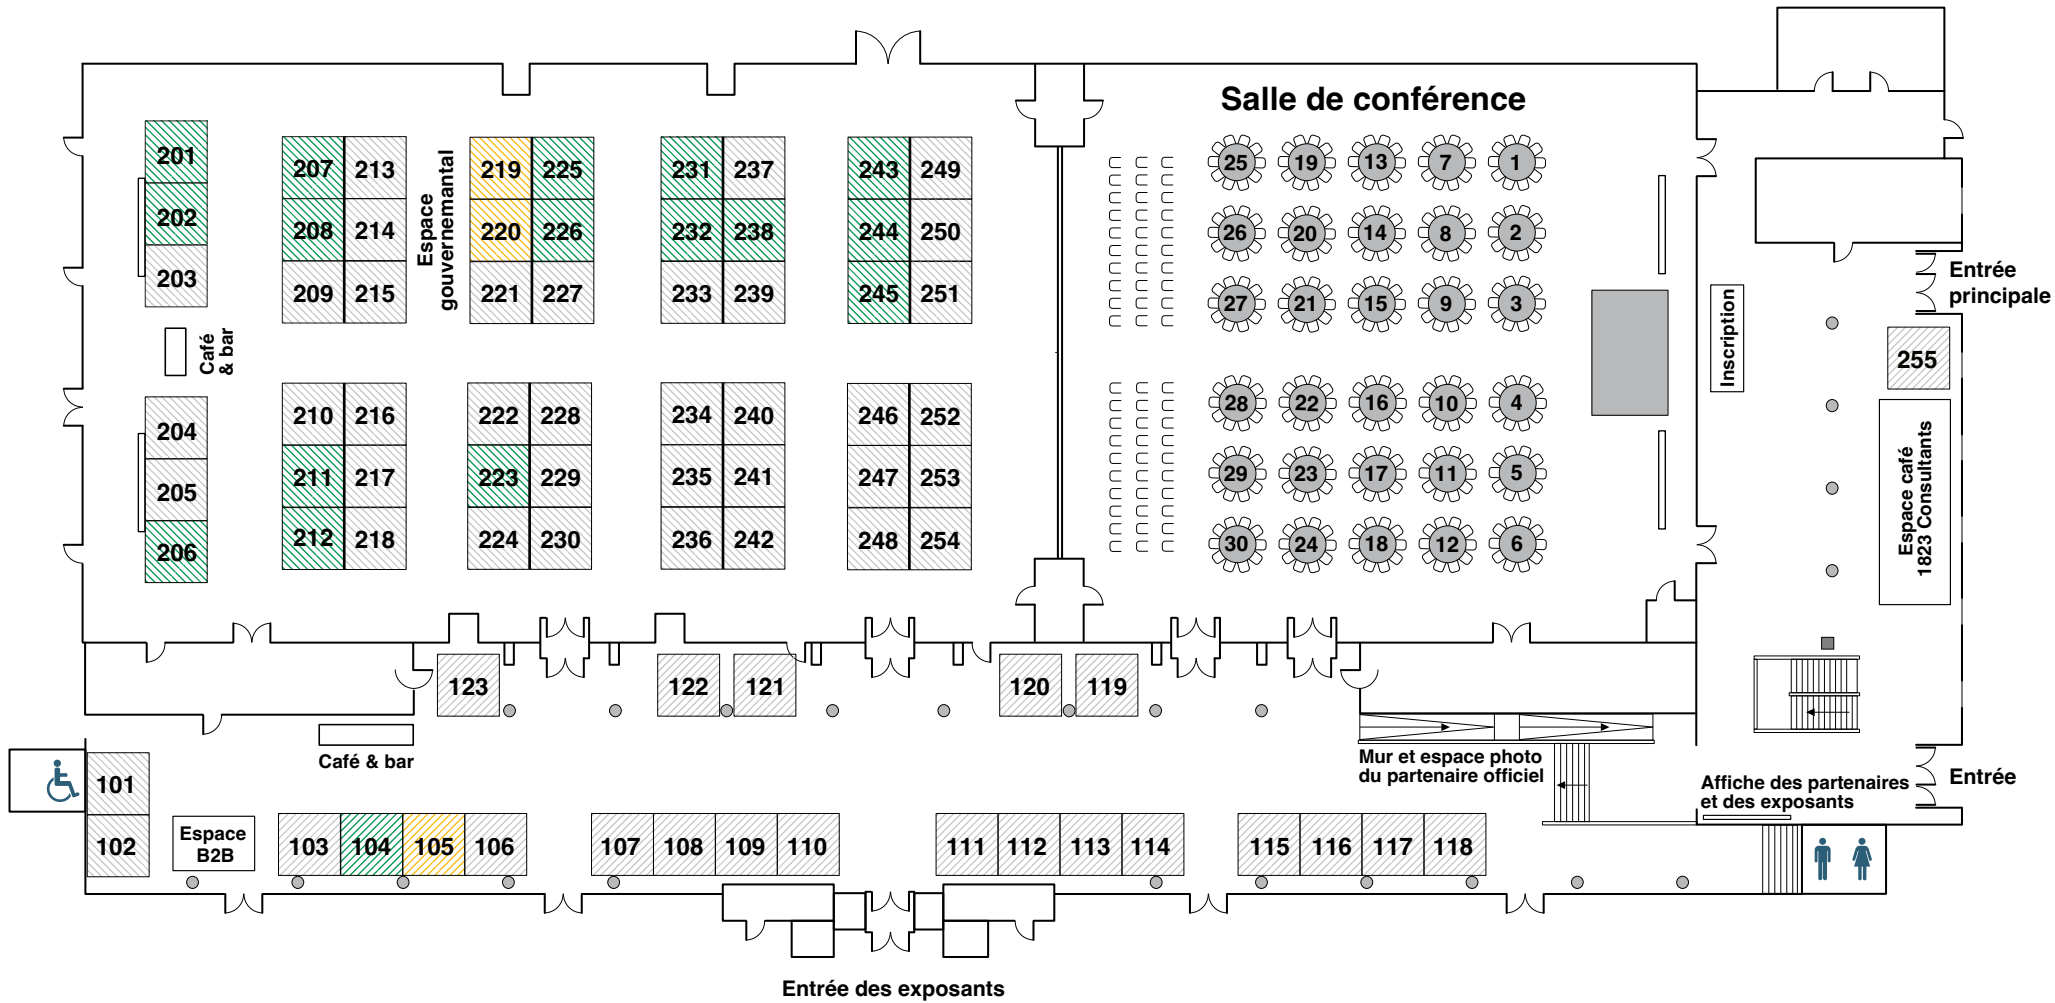 Salle de conférence
201
202
203
Café
& bar
204
205
206
207 213
208 214
209 215
210 216
211 217
212 218
Espace
gouvernemantal
219 225
220 226
221 227
222 228
223 229
224 230
231 237
232 238
233 239
234 240
235 241
236 242
243 249
244 250
245 251
246 252
247 253
248 254
25 19 13 7 1
26 20 14 8 2
27 21 15 9 3
28 22 16 10 4
29 23 17 11 5
30 24 18 12 6
Inscription
Entrée
principale
255
Espace café
1823 Consultants
123
122 121
120 119
Café & bar
Mur et espace photo
du partenaire officiel
Affiche des partenaires
et des exposants
Entrée
101
102
Espace
B2B
103 104 105 106
107 108 109 110
111 112 113 114
115 116 117 118
Entrée des exposants